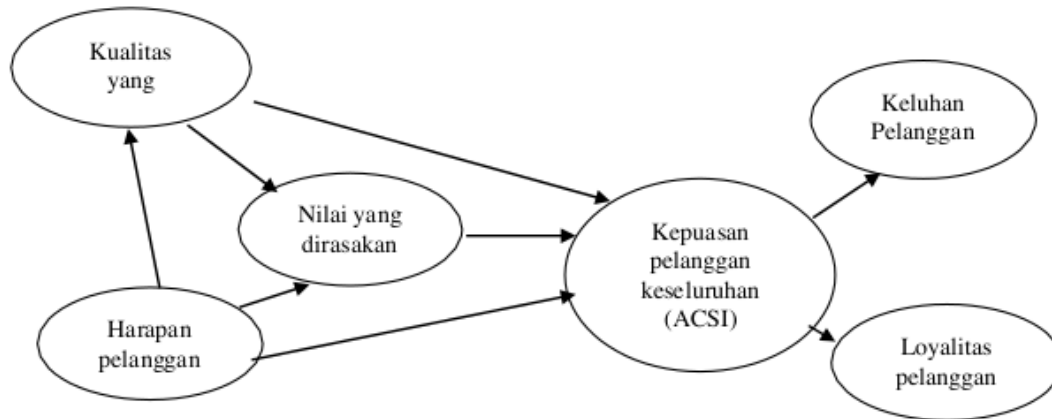 Kualitas
yang
Keluhan
Pelanggan
Nilai yang
dirasakan
Kepuasan
pelanggan
keseluruhan
(ACSI)
Harapan
pelanggan
Loyalitas
pelanggan